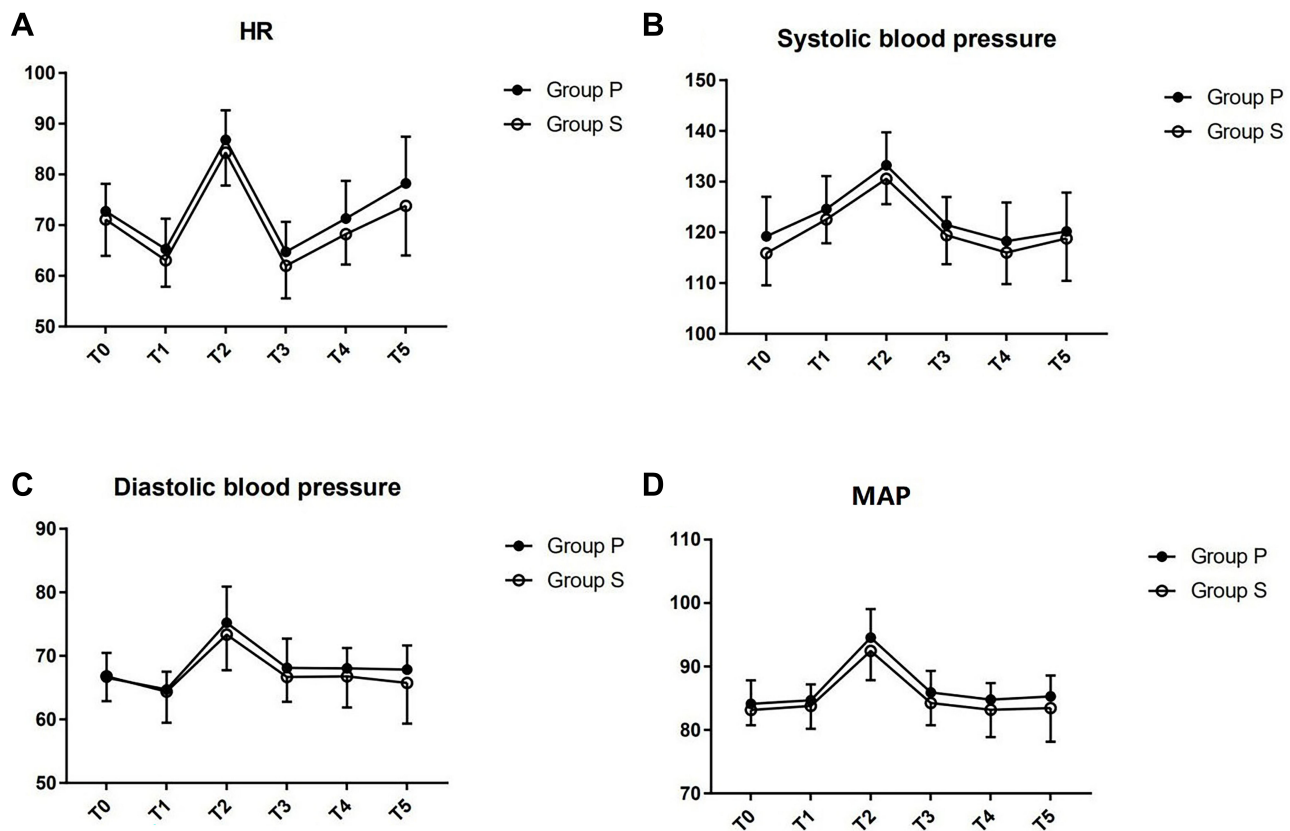 A
HR
100
90
80
70
60
50
T0
T1
T2
T3
T4
T5
Group P
Group S
B
Systolic blood pressure
150
140
130
120
110
100
T0
T1
T2
T3
T4
T5
Group P
Group S
C
Diastolic blood pressure
90
80
70
60
50
T0
T1
T2
T3
T4
T5
Group P
Group S
D
MAP
110
100
90
80
70
T0
T1
T2
T3
T4
T5
Group P
Group S